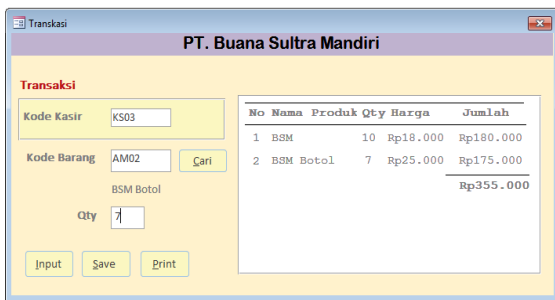 Transkasi
PT. Buana Sultra Mandiri
Transaksi
Kode Kasir KS03
Kode Barang AM02 Cari
BSM Botol
Qty 7
Input Save Print
No Nama Produk Qty Harga Jumlah
1 BSM 10 Rp18.000 Rp180.000
2 BSM Botol 7 Rp25.000 Rp175.000
Rp355.000